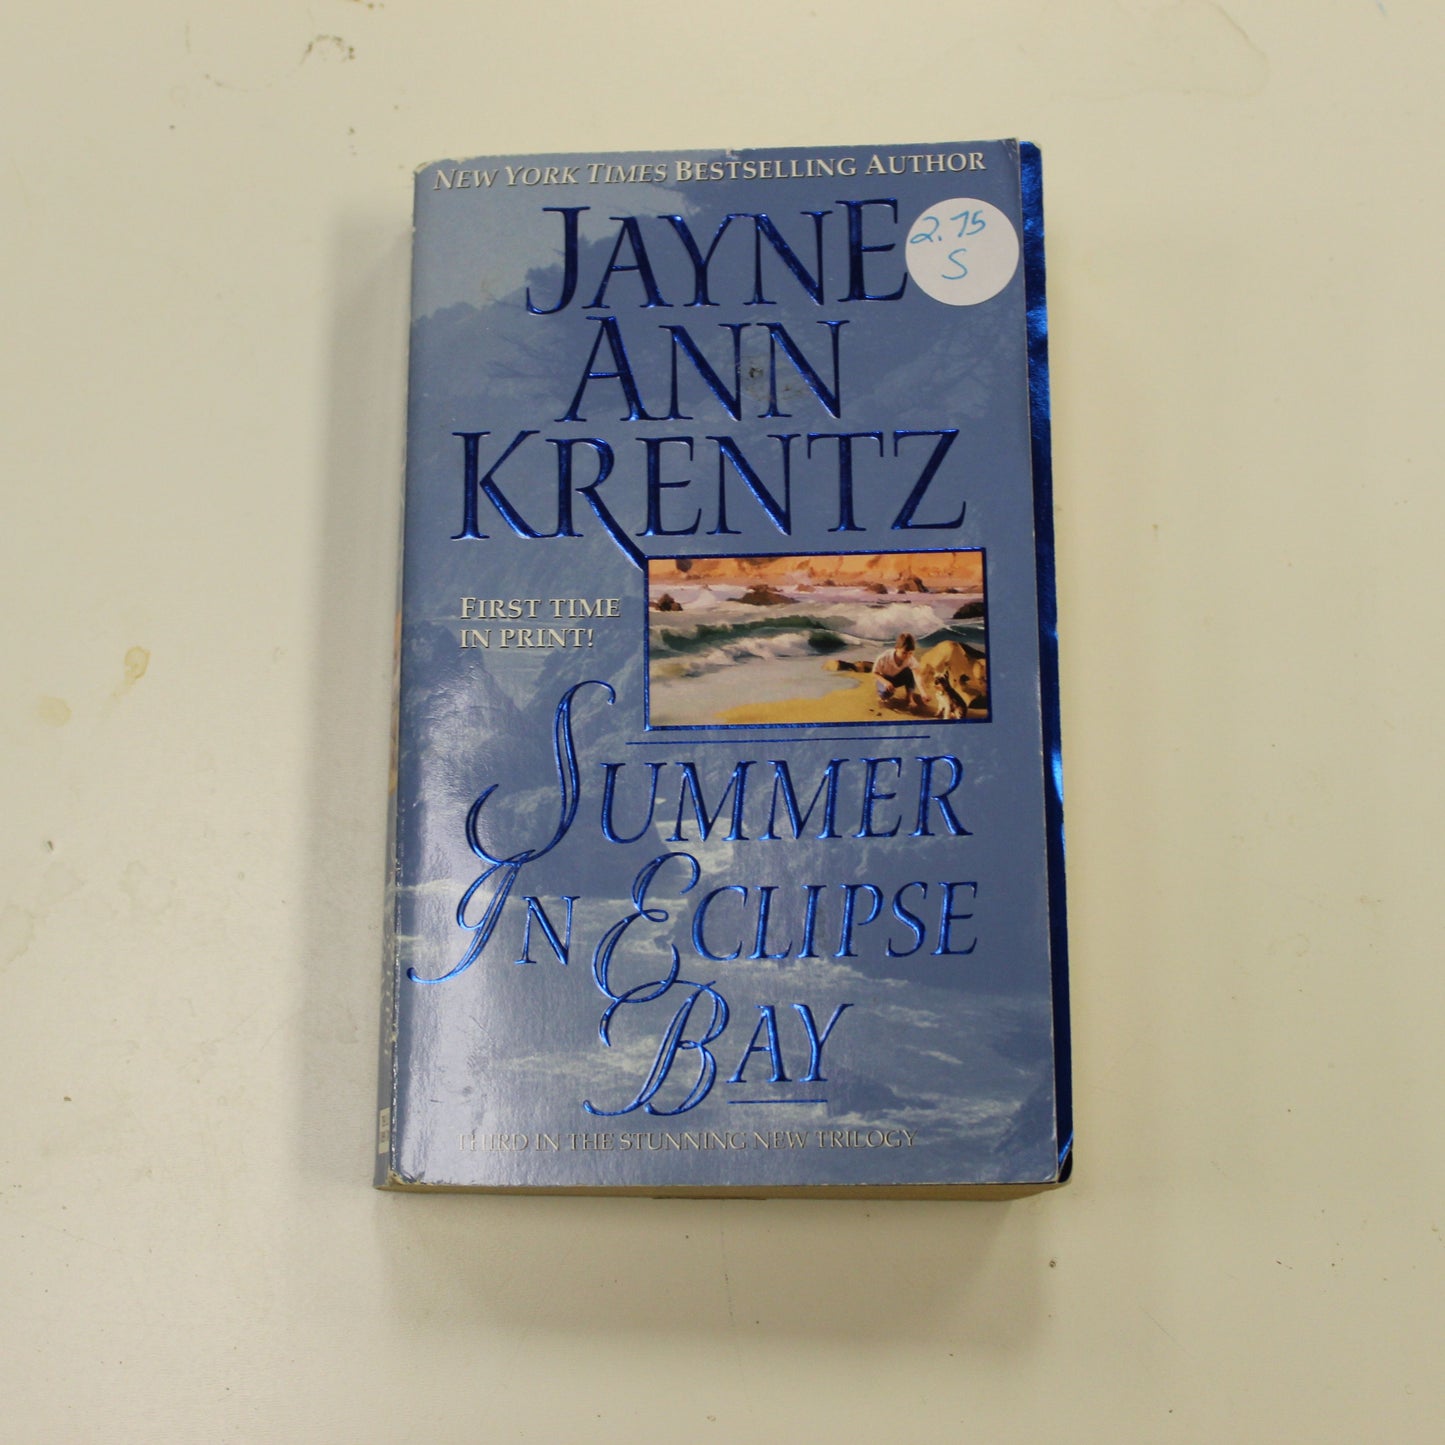 NEW YORK TIMES BESTSELLING AUTHOR
JAYNE
2.75
S
ANN
KRENTZ
FIRST TIME
IN PRINT!
SUMMER
IN ECLIPSE
BAY
THIRD IN THE STUNNING NEW TRILOGY